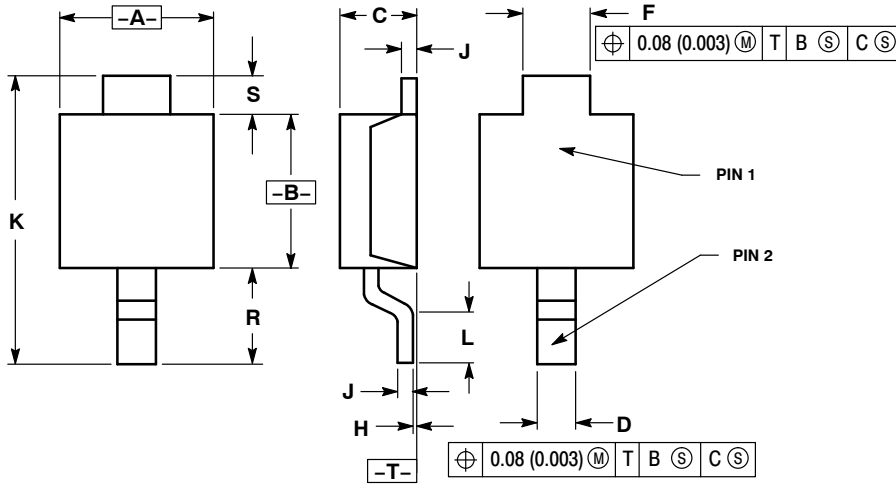 –A–
C
F
⌖ 0.08 (0.003) Ⓜ T B Ⓢ C Ⓢ
J
S
–B–
PIN 1
K
PIN 2
R
L
J
D
H
⌖ 0.08 (0.003) Ⓜ T B Ⓢ C Ⓢ
–T–